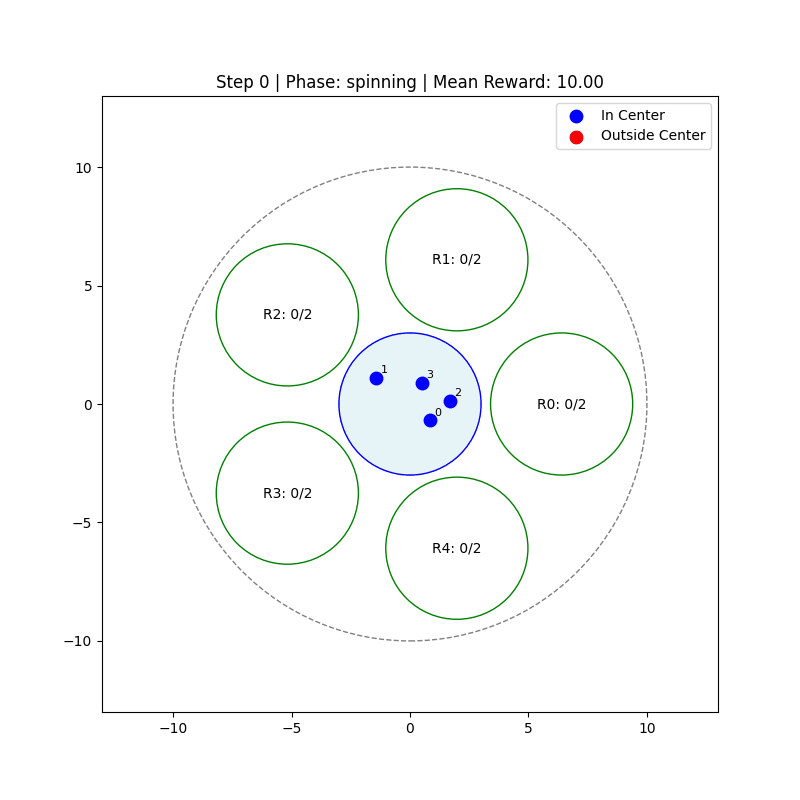 Step 0 | Phase: spinning | Mean Reward: 10.00
In Center
Outside Center
10
5
0
−5
−10
R1: 0/2
R2: 0/2
R0: 0/2
R3: 0/2
R4: 0/2
1
3
2
0
−10
−5
0
5
10